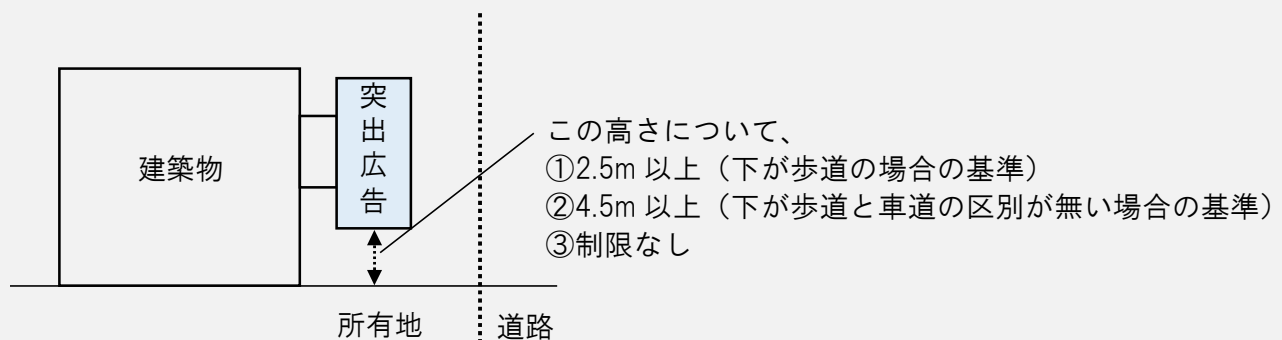 建築物
突出広告
この高さについて、
①2.5m 以上（下が歩道の場合の基準）
②4.5m 以上（下が歩道と車道の区別が無い場合の基準）
③制限なし
所有地
道路